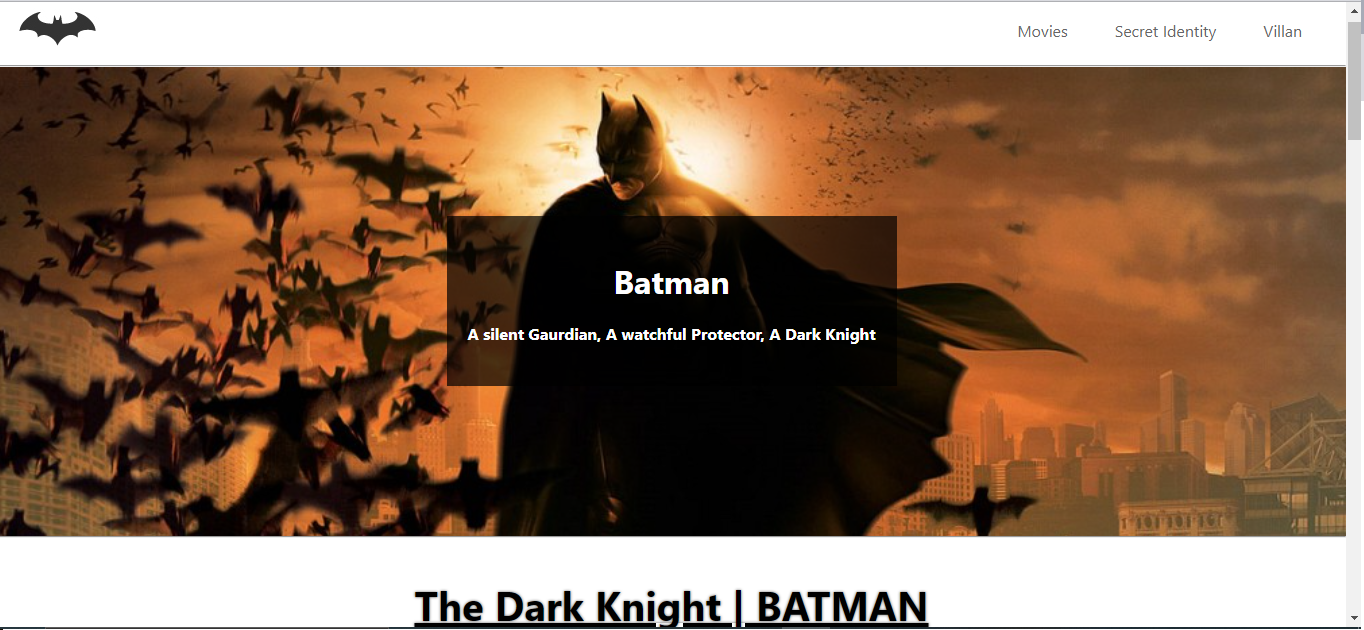 Movies Secret Identity Villan
Batman
A silent Gaurdian, A watchful Protector, A Dark Knight
The Dark Knight | BATMAN